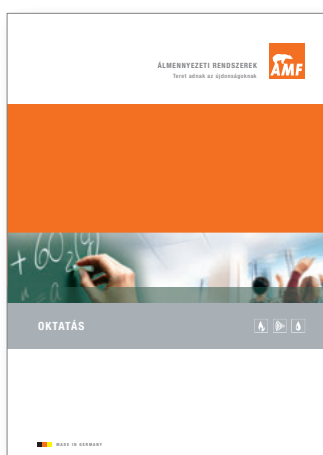 ÁLMENNYEZETI RENDSZEREK
Teret adnak az újdonságoknak
AMF
OKTATÁS
MADE IN GERMANY